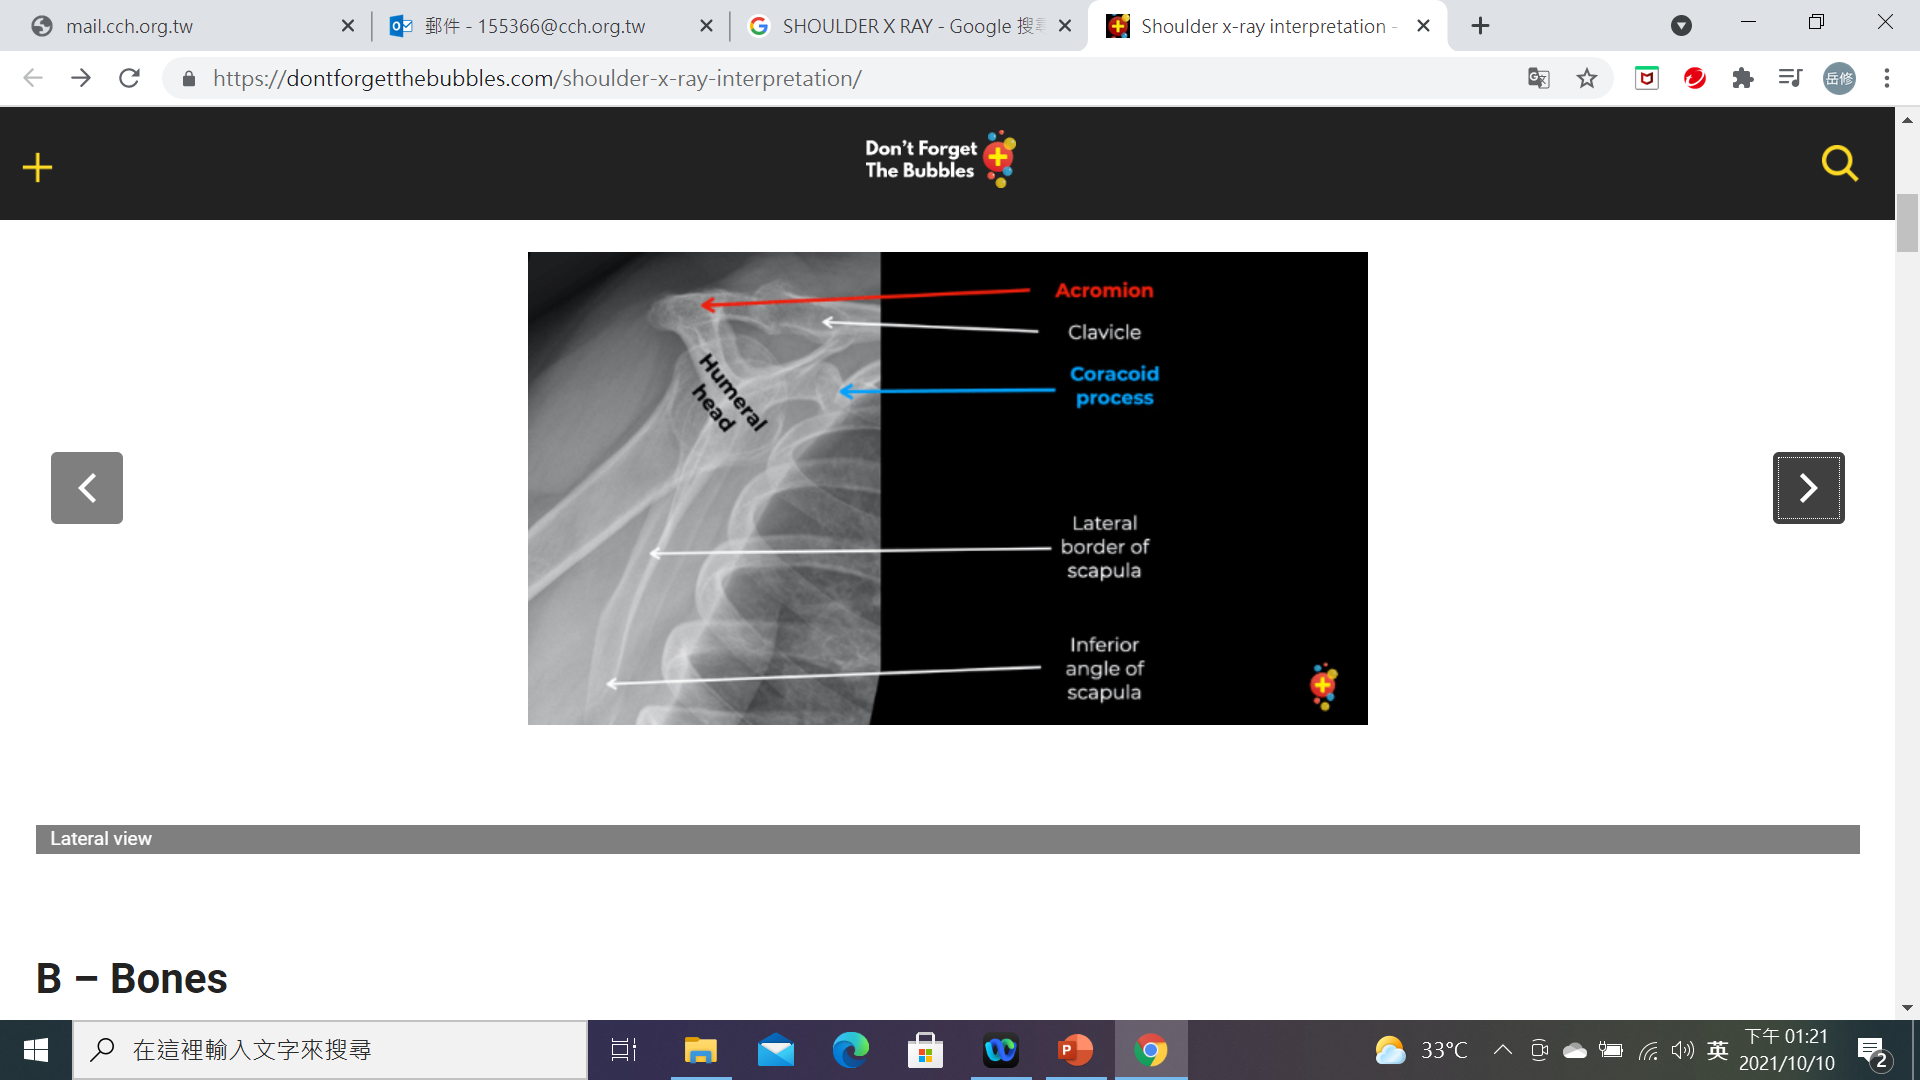 mail.cch.org.tw
郵件 - 155366@cch.org.tw
SHOULDER X RAY - Google 搜尋
Shoulder x-ray interpretation -
https://dontforgetthebubbles.com/shoulder-x-ray-interpretation/
岳修
Don't Forget
The Bubbles
Acromion
Clavicle
Coracoid
process
Humeral
head
Lateral
border of
scapula
Inferior
angle of
scapula
Lateral view
B – Bones
在這裡輸入文字來搜尋
33°C
英
下午 01:21
2021/10/10
2